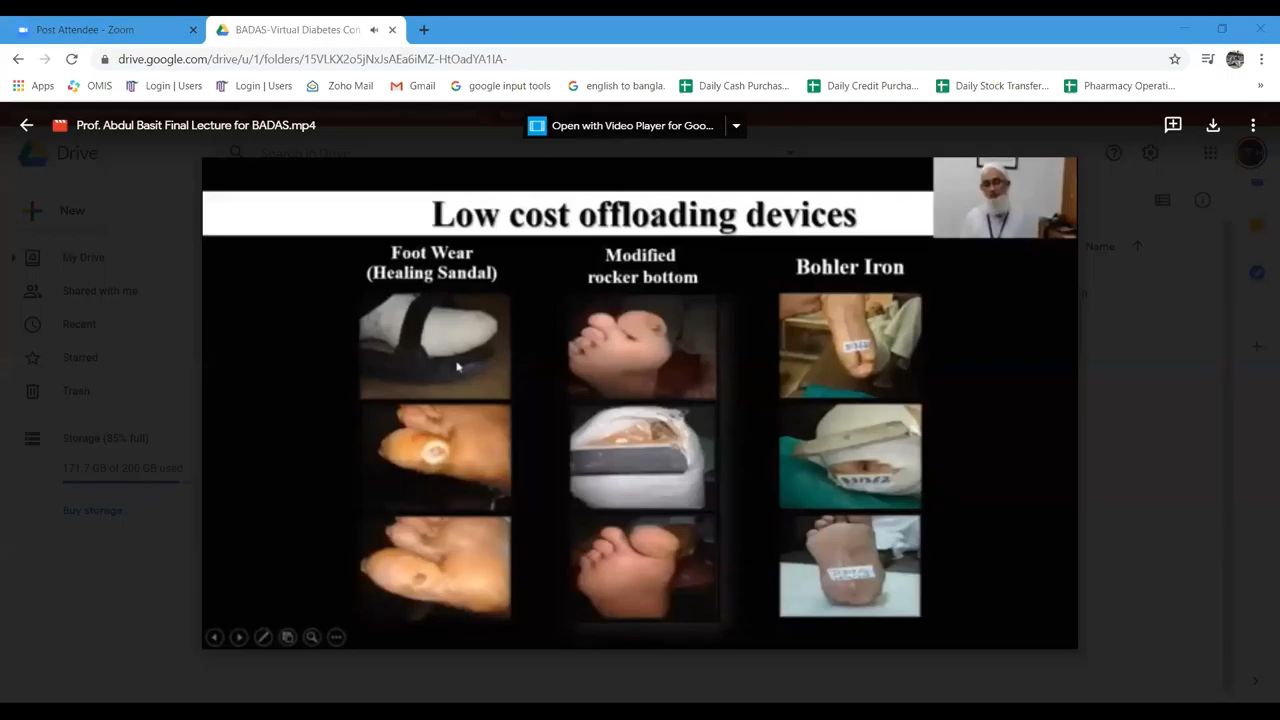 Post Attendee - Zoom
BADAS-Virtual Diabetes Con
drive.google.com/drive/u/1/folders/15VLKX2o5jNxJsAEa6iMZ-HtOadYA1IA-
Apps
OMIS
Login | Users
Login | Users
Zoho Ma
Gmail
google input tools
english to bangla.
Daily Cash Purchas...
Daily Credit Purcha...
Daily Stock Transfer...
Phaarmacy Operati...
»
Prof. Abdul Basit Final Lecture for BADAS.mp4
Open with Video Player for Goo...
Drive
Search in Drive
New
My Drive
Shared with me
Recent
Starred
Trash
Storage (85% full)
171.7 GB of 200 GB used
Buy storage
Name
Low cost offloading devices
Foot Wear
(Healing Sandal)
Modified
rocker bottom
Bohler Iron